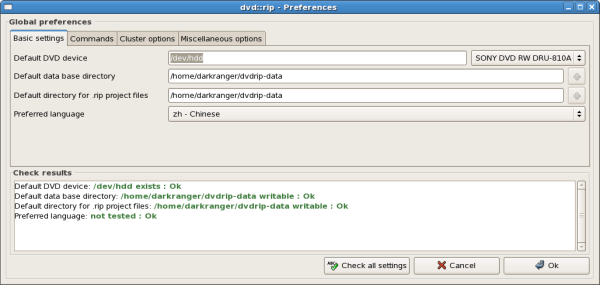 dvd::rip - Preferences
Global preferences
Basic settings Commands Cluster options Miscellaneous options
Default DVD device /dev/hdd SONY DVD RW DRU-810A
Default data base directory /home/darkranger/dvdrip-data
Default directory for .rip project files /home/darkranger/dvdrip-data
Preferred language zh - Chinese
Check results
Default DVD device: /dev/hdd exists : Ok
Default data base directory: /home/darkranger/dvdrip-data writable : Ok
Default directory for .rip project files: /home/darkranger/dvdrip-data writable : Ok
Preferred language: not tested : Ok
ABC Check all settings Cancel Ok